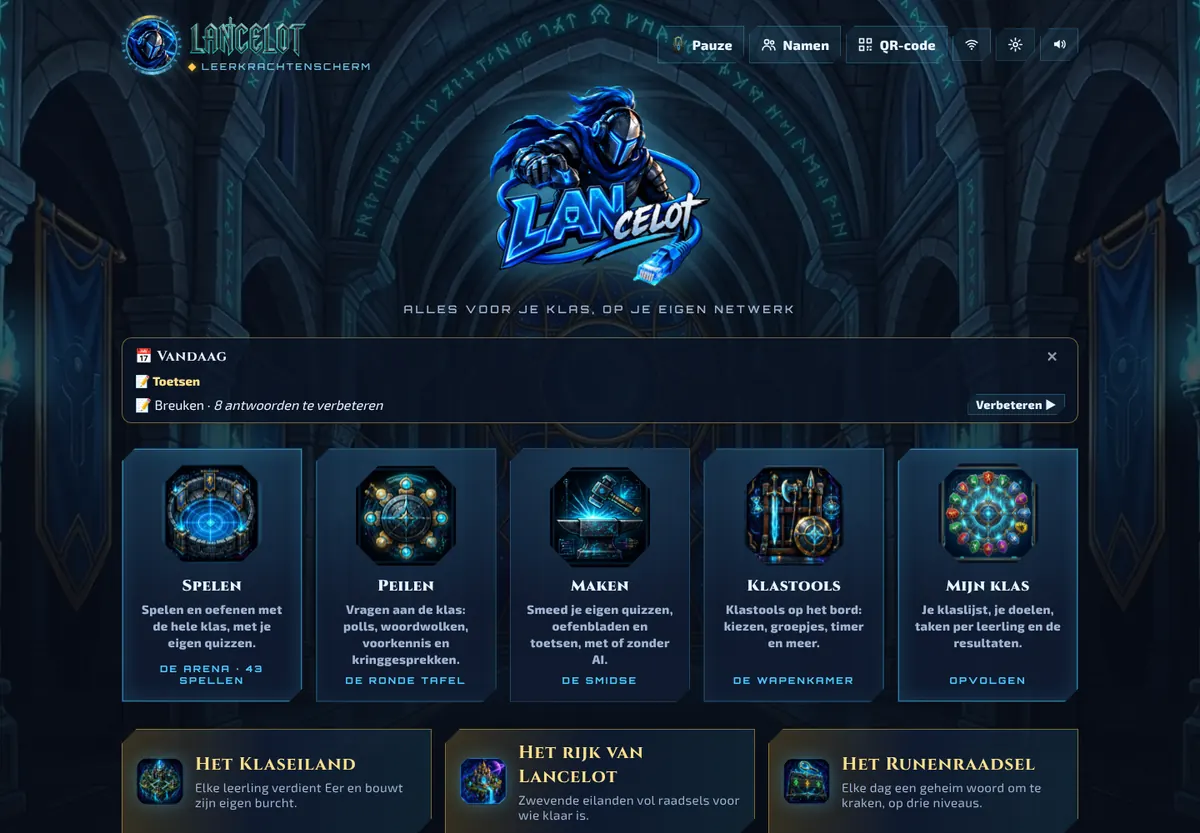 LANCELOT
LEERKRACHTENSCHERM
Pauze
Namen
QR-code
LANCELOT
ALLES VOOR JE KLAS, OP JE EIGEN NETWERK
VANDAAG
Toetsen
Breuken · 8 antwoorden te verbeteren
Verbeteren ▶
SPELEN
Spelen en oefenen met
de hele klas, met je
eigen quizzen.
DE ARENA · 43
SPELLEN
PEILEN
Vragen aan de klas:
polls, woordwolken,
voorkennis en
kringgesprekken.
DE RONDE TAFEL
MAKEN
Smeed je eigen quizzen,
oefenbladen en
toetsen, met of zonder
AI.
DE SMIDSE
KLASTOOLS
Klastools op het bord:
kiezen, groepjes, timer
en meer.
DE WAPENKAMER
MIJN KLAS
Je klaslijst, je doelen,
taken per leerling en de
resultaten.
OPVOLGEN
HET KLASEILAND
Elke leerling verdient Eer en bouwt
zijn eigen burcht.
HET RIJK VAN
LANCELOT
Zwevende eilanden vol raadsels voor
wie klaar is.
HET RUNENRAADSEL
Elke dag een geheim woord om te
kraken, op drie niveaus.